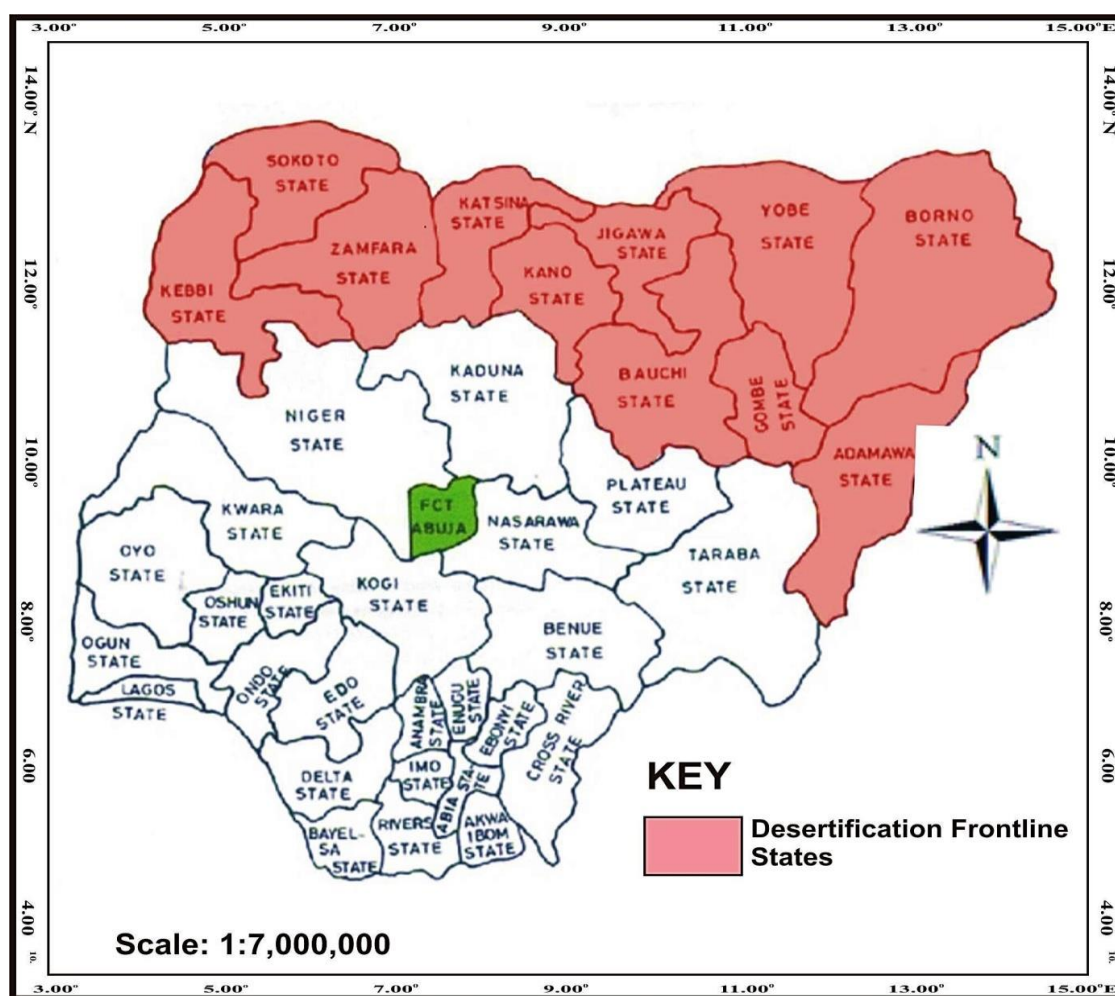 3.00° 5.00° 7.00° 9.00° 11.00° 13.00° 15.00°E
14.00° N
14.00° N
SOKOTO
STATE
KATSINA
STATE
ZAMFARA
STATE
KEBBI
STATE
JIGAWA
STATE
KANO
STATE
YOBE
STATE
BORNO
STATE
12.00°
12.00°
KADUNA
STATE
BAUCHI
STATE
GOMBE
STATE
NIGER
STATE
ADAMAWA
STATE
10.00°
10.00°
N
FCT
ABUJA
PLATEAU
STATE
KWARA
STATE
NASARAWA
STATE
TARABA
STATE
OYO
STATE
OSHUN
STATE
EKITI
STATE
KOGI
STATE
8.00°
8.00°
BENUE
STATE
OGUN
STATE
LAGOS
STATE
ONDO
STATE
EDO
STATE
ANAMBRA
STATE
ENUGU
STATE
EBONYI
STATE
CROSS RIVER
STATE
6.00
6.00
DELTA
STATE
IMO
STATE
ABIA STA-
TE
BAYEL-
SA
STATE
RIVERS
STATE
AKWA
IBOM
STATE
KEY
Desertification Frontline
States
4.00
4.00
10.
10.
Scale: 1:7,000,000
3.00° 5.00° 7.00° 9.00° 11.00° 13.00° 15.00°E